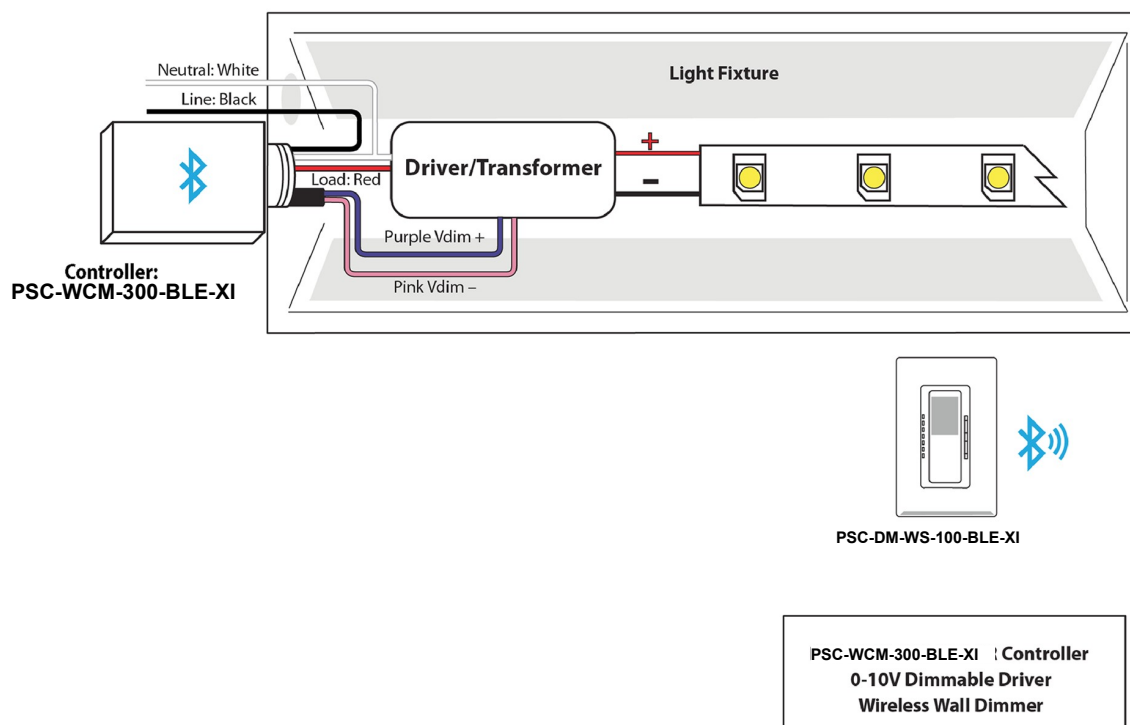 Neutral: White
Light Fixture
Line: Black
Driver/Transformer
+
–
Load: Red
Purple Vdim +
Pink Vdim –
Controller:
PSC-WCM-300-BLE-XI
PSC-DM-WS-100-BLE-XI
PSC-WCM-300-BLE-XI Controller
0-10V Dimmable Driver
Wireless Wall Dimmer